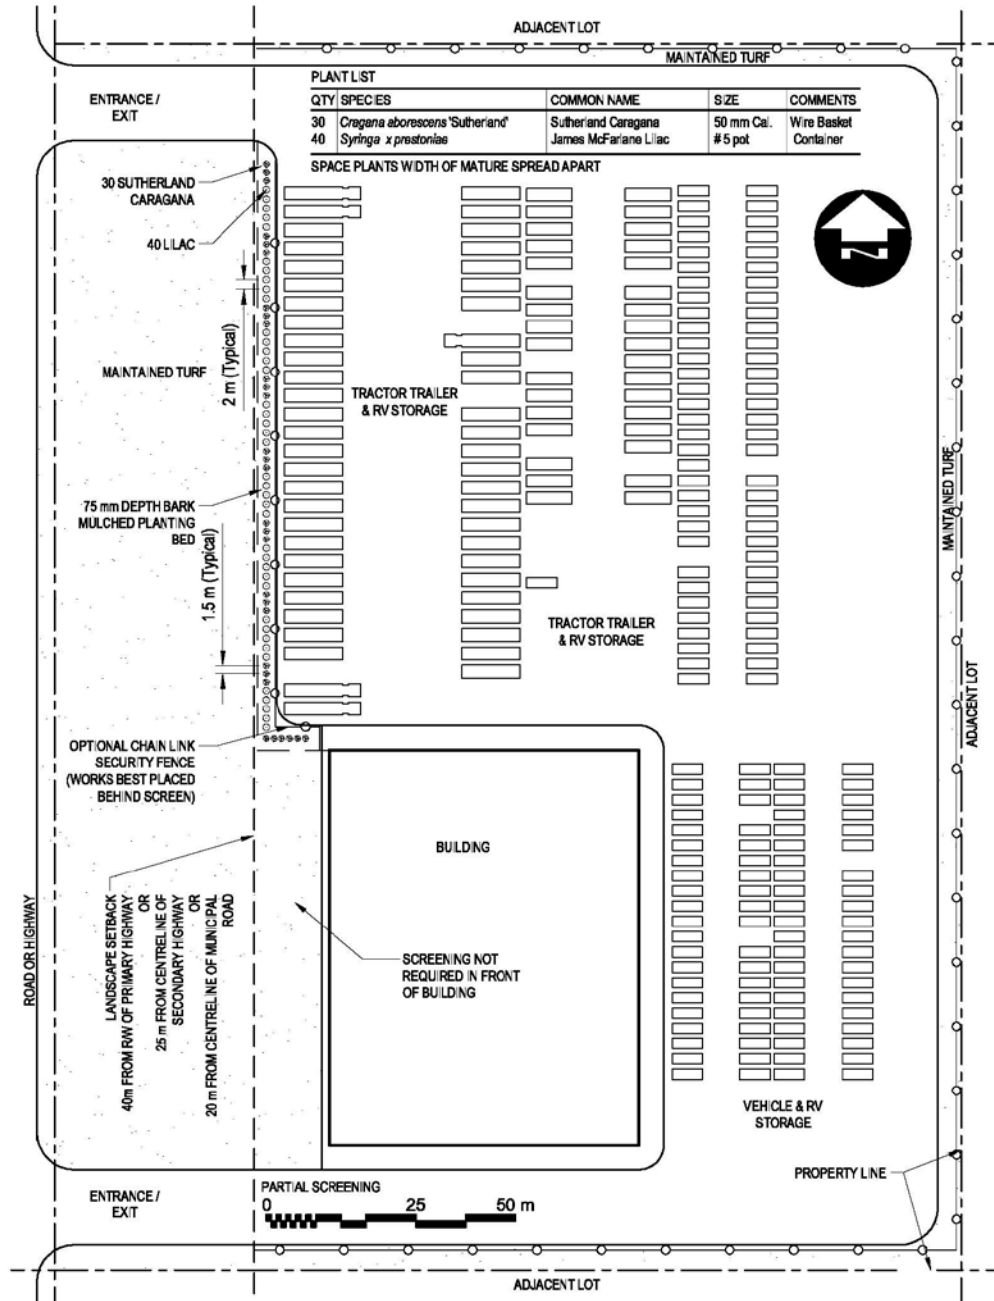 ADJACENT LOT
MAINTAINED TURF
PLANT LIST
QTY SPECIES COMMON NAME SIZE COMMENTS
30 Cragana aborescens 'Sutherland' Sutherland Caragana 50 mm Cal. Wire Basket
40 Syringa x prestoniae James McFarlane Lilac # 5 pot Container
SPACE PLANTS WIDTH OF MATURE SPREAD APART
ENTRANCE /
EXIT
30 SUTHERLAND
CARAGANA
40 LILAC
N
2 m (Typical)
MAINTAINED TURF
TRACTOR TRAILER
& RV STORAGE
75 mm DEPTH BARK
MULCHED PLANTING
BED
1.5 m (Typical)
MAINTAINED TURF
TRACTOR TRAILER
& RV STORAGE
ADJACENT LOT
OPTIONAL CHAIN LINK
SECURITY FENCE
(WORKS BEST PLACED
BEHIND SCREEN)
BUILDING
ROAD OR HIGHWAY
LANDSCAPE SETBACK
40m FROM R/W OF PRIMARY HIGHWAY
OR
25 m FROM CENTRELINE OF
SECONDARY HIGHWAY
OR
20 m FROM CENTRELINE OF MUNICIPAL
ROAD
SCREENING NOT
REQUIRED IN FRONT
OF BUILDING
VEHICLE & RV
STORAGE
PROPERTY LINE
ENTRANCE /
EXIT
PARTIAL SCREENING
0 25 50 m
ADJACENT LOT